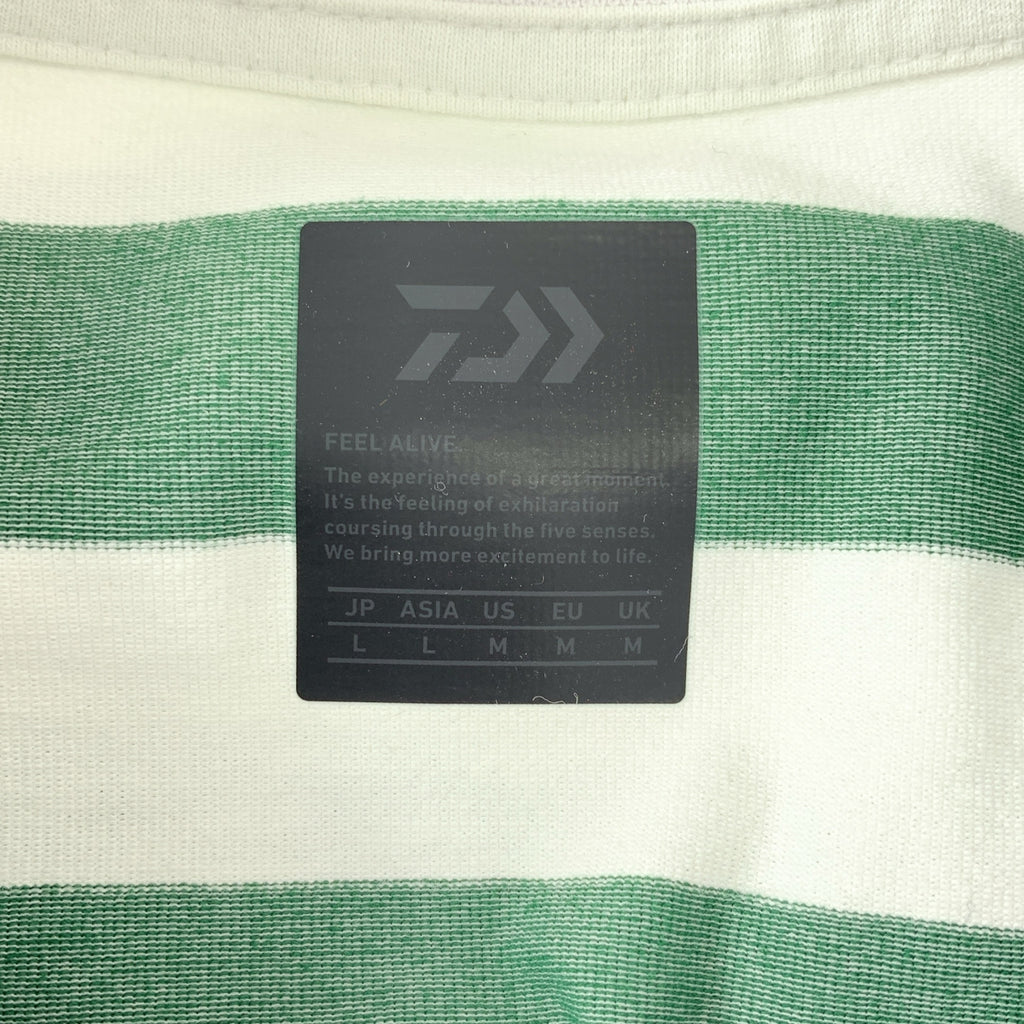 FEEL ALIVE.
The experience of a great moment.
It's the feeling of exhilaration
coursing through the five senses.
We bring more excitement to life.
JP ASIA US EU UK
L L M M M